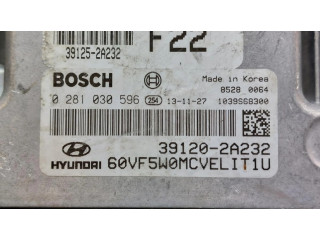 39125-2A232
F22
BOSCH
Made in Korea
8528 0064
0 281 030 596 254 13-11-27 1039S68300
39120-2A232
HYUNDAI 60VF5W0MCVELIT1U